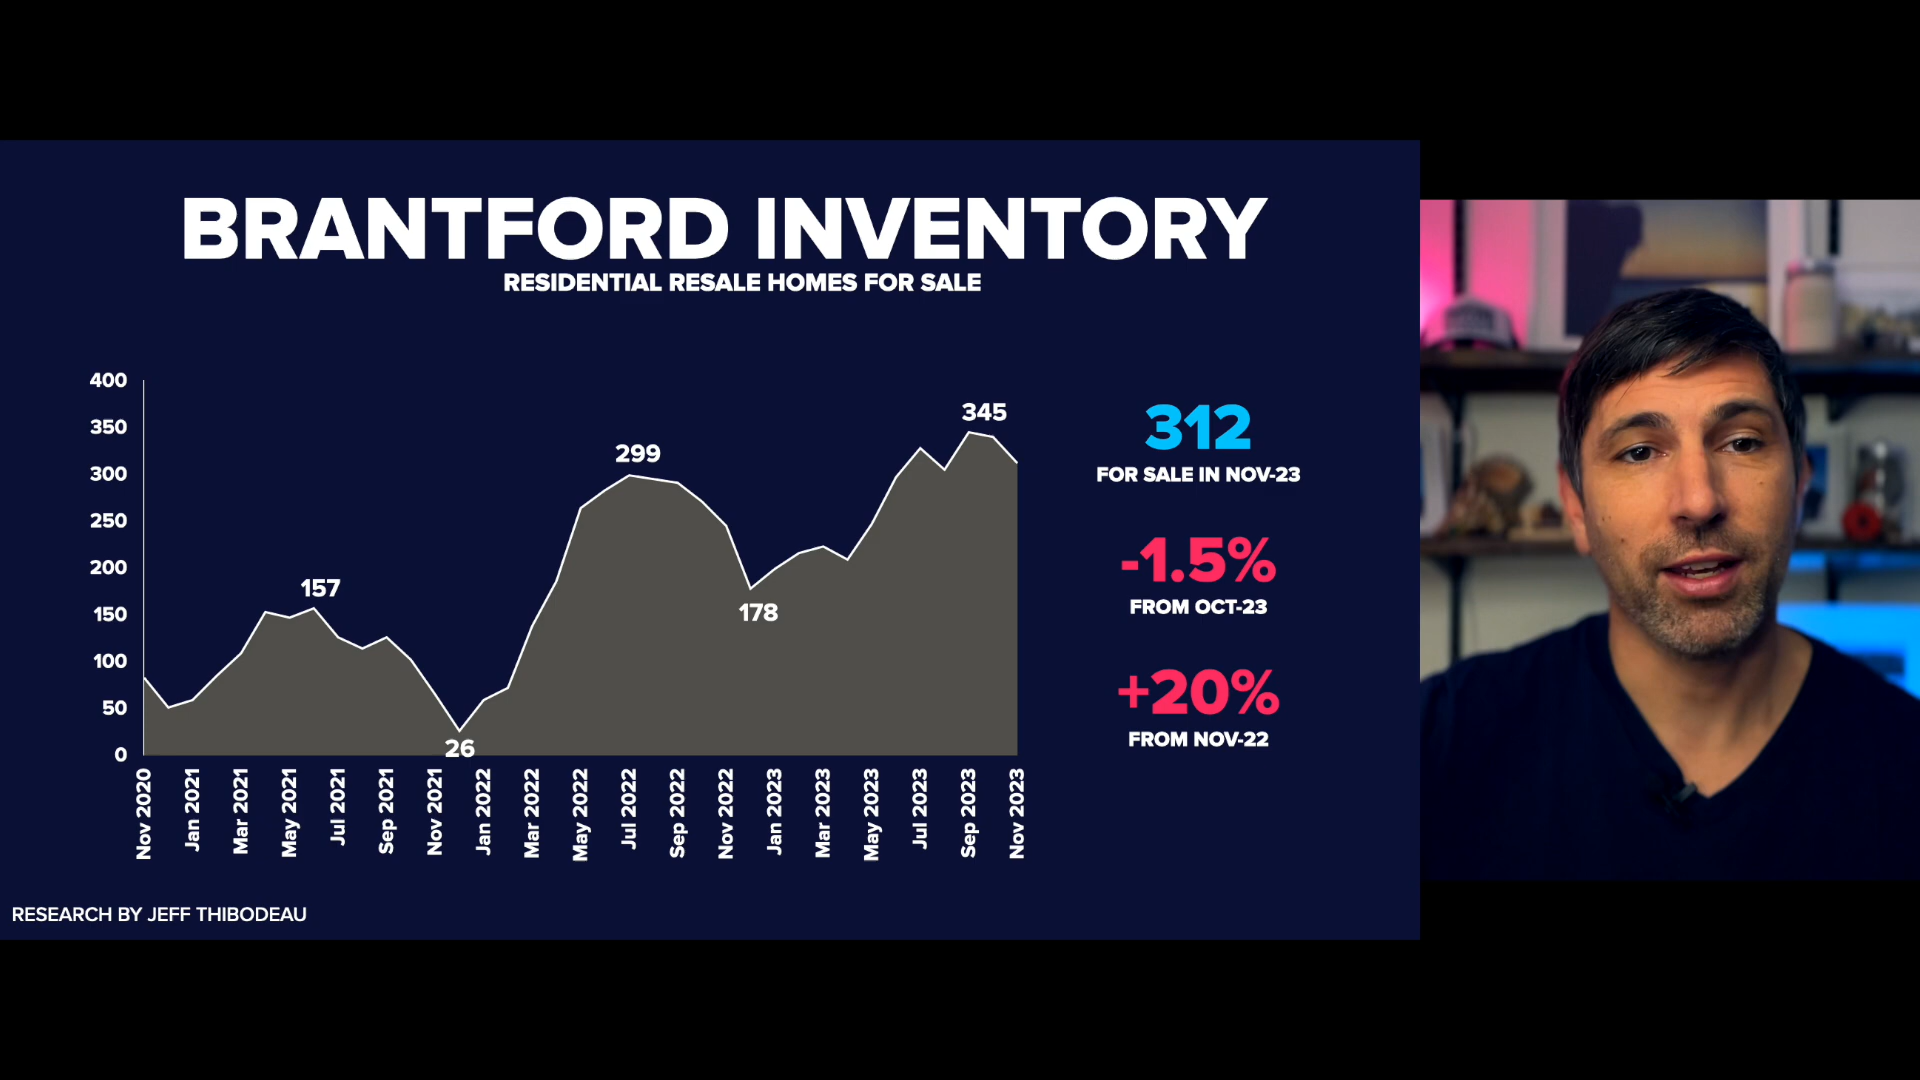 BRANTFORD INVENTORY
RESIDENTIAL RESALE HOMES FOR SALE
400
350
300
250
200
150
100
50
0
157
26
299
178
345
Nov 2020
Jan 2021
Mar 2021
May 2021
Jul 2021
Sep 2021
Nov 2021
Jan 2022
Mar 2022
May 2022
Jul 2022
Sep 2022
Nov 2022
Jan 2023
Mar 2023
May 2023
Jul 2023
Sep 2023
Nov 2023
312
FOR SALE IN NOV-23
-1.5%
FROM OCT-23
+20%
FROM NOV-22
RESEARCH BY JEFF THIBODEAU